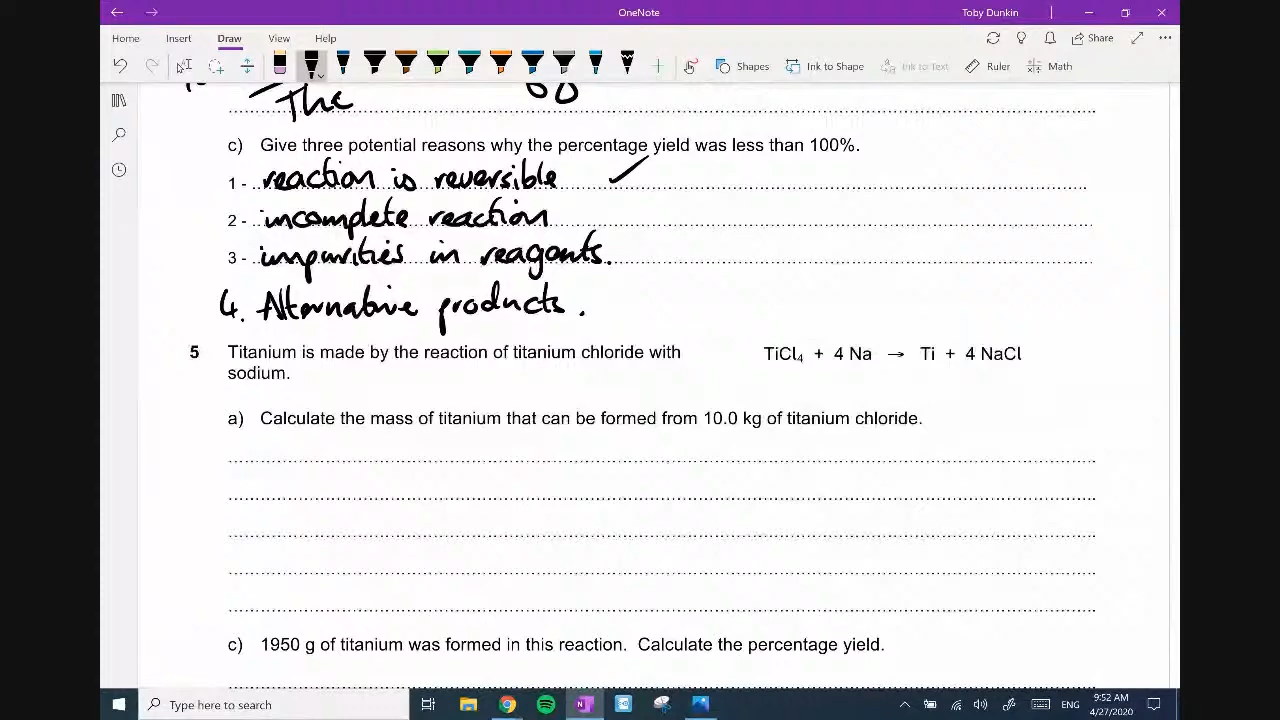 OneNote
Toby Dunkin
Home Insert Draw View Help
Share
Shapes Ink to Shape Ink to Text Ruler Math
The
c) Give three potential reasons why the percentage yield was less than 100%.
1 - reaction is reversible ✓
2 - incomplete reaction
3 - impurities in reagents.
4. Alternative products.
5 Titanium is made by the reaction of titanium chloride with
sodium.
TiCl₄ + 4 Na → Ti + 4 NaCl
a) Calculate the mass of titanium that can be formed from 10.0 kg of titanium chloride.
c) 1950 g of titanium was formed in this reaction. Calculate the percentage yield.
Type here to search
ENG
9:52 AM
4/27/2020